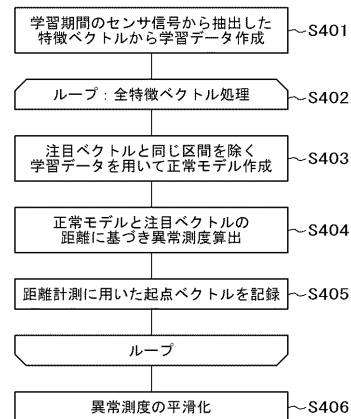 学習期間のセンサ信号から抽出した
特徴ベクトルから学習データ作成
S401
ループ：全特徴ベクトル処理
S402
注目ベクトルと同じ区間を除く
学習データを用いて正常モデル作成
S403
正常モデルと注目ベクトルの
距離に基づき異常測度算出
S404
距離計測に用いた起点ベクトルを記録
S405
ループ
異常測度の平滑化
S406